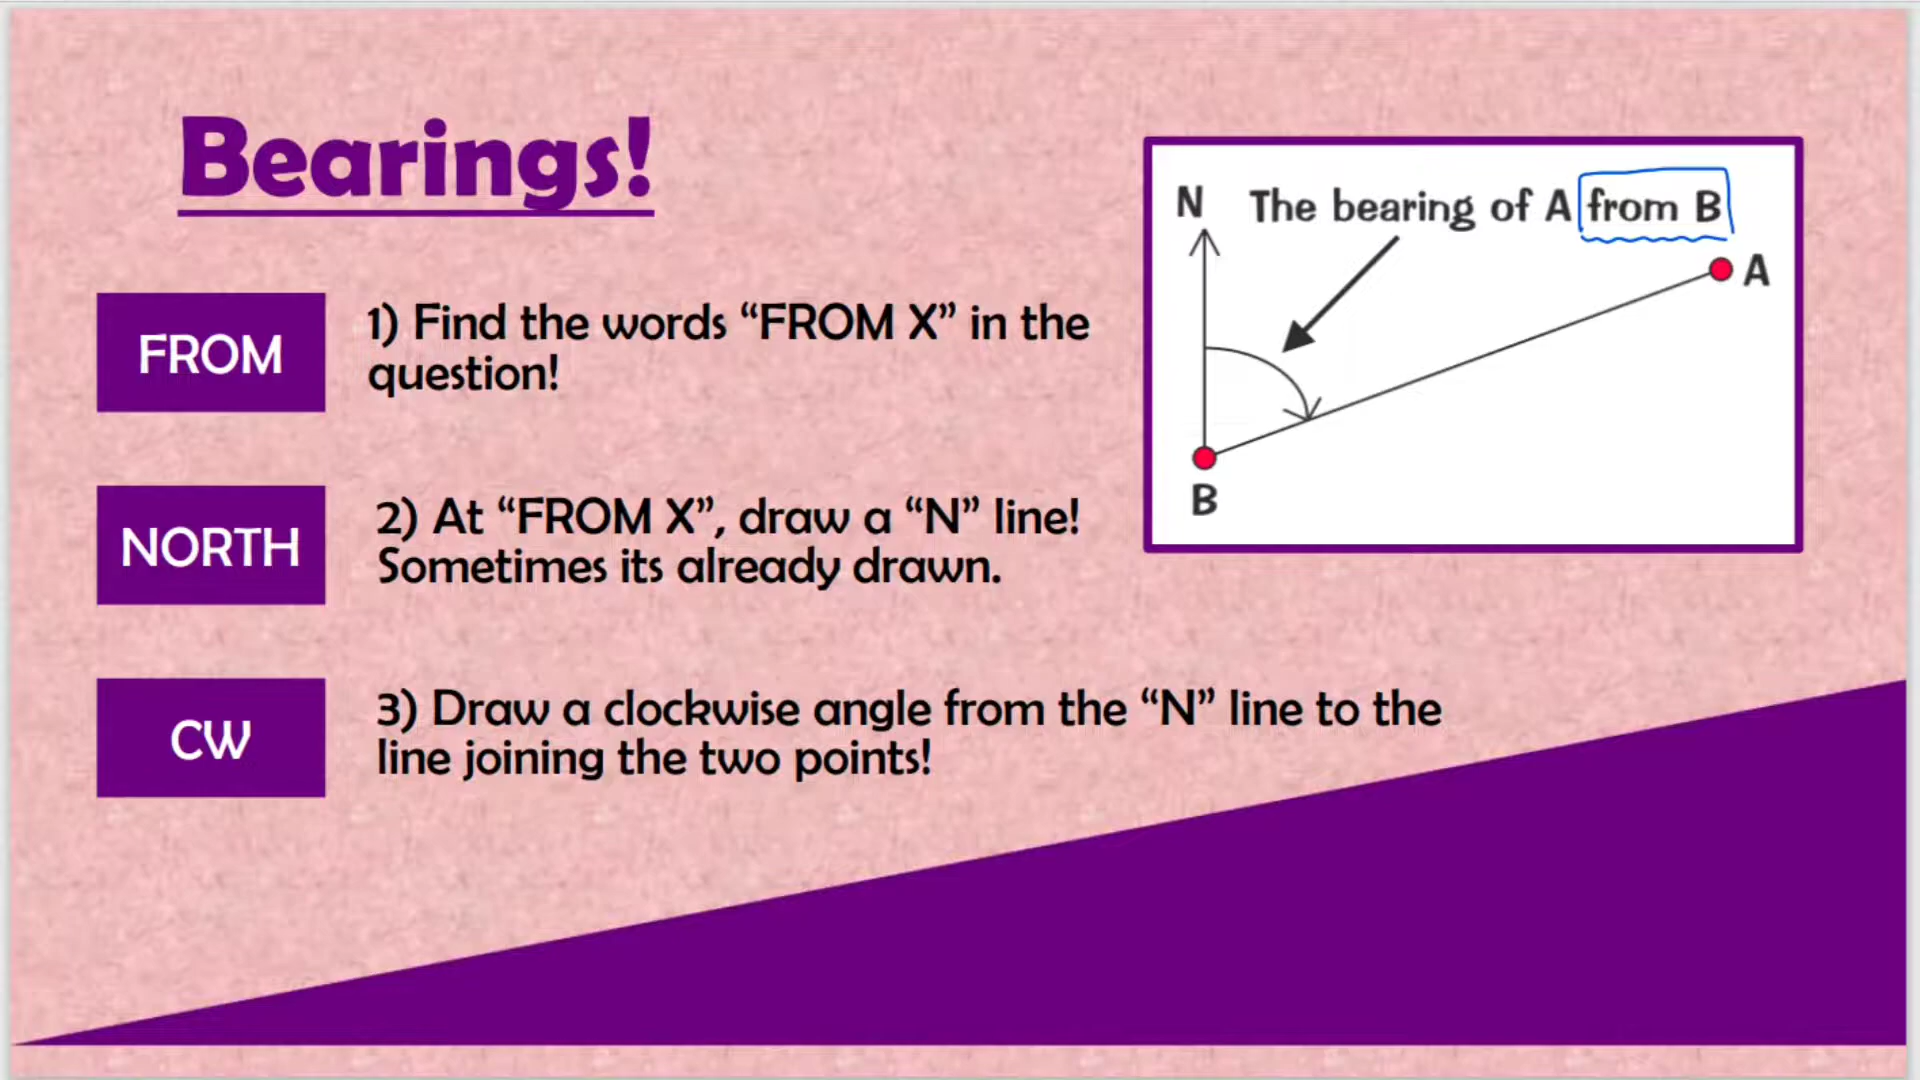 Bearings!
FROM
1) Find the words “FROM X” in the
question!
NORTH
2) At “FROM X”, draw a “N” line!
Sometimes its already drawn.
CW
3) Draw a clockwise angle from the “N” line to the
line joining the two points!
N
The bearing of A from B
A
B